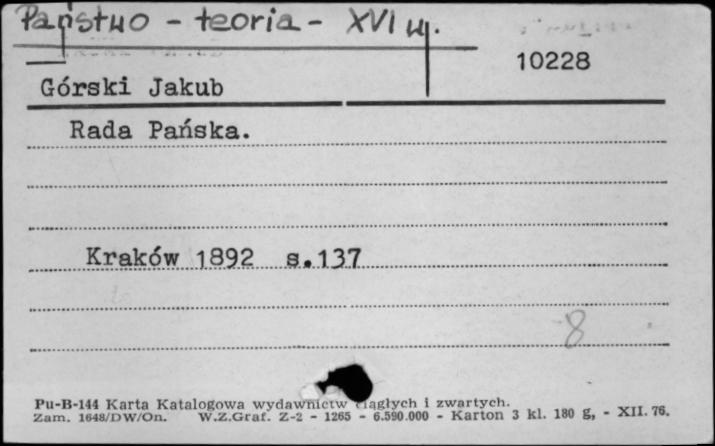 Państwo - teoria - XVI w.
10228
Górski Jakub
Rada Pańska.
Kraków 1892 s.137
8
Pu-B-144 Karta Katalogowa wydawnictw ciągłych i zwartych.
Zam. 1648/DW/On. W.Z.Graf. Z-2 - 1265 - 6.590.000 - Karton 3 kl. 180 g, - XII. 76.